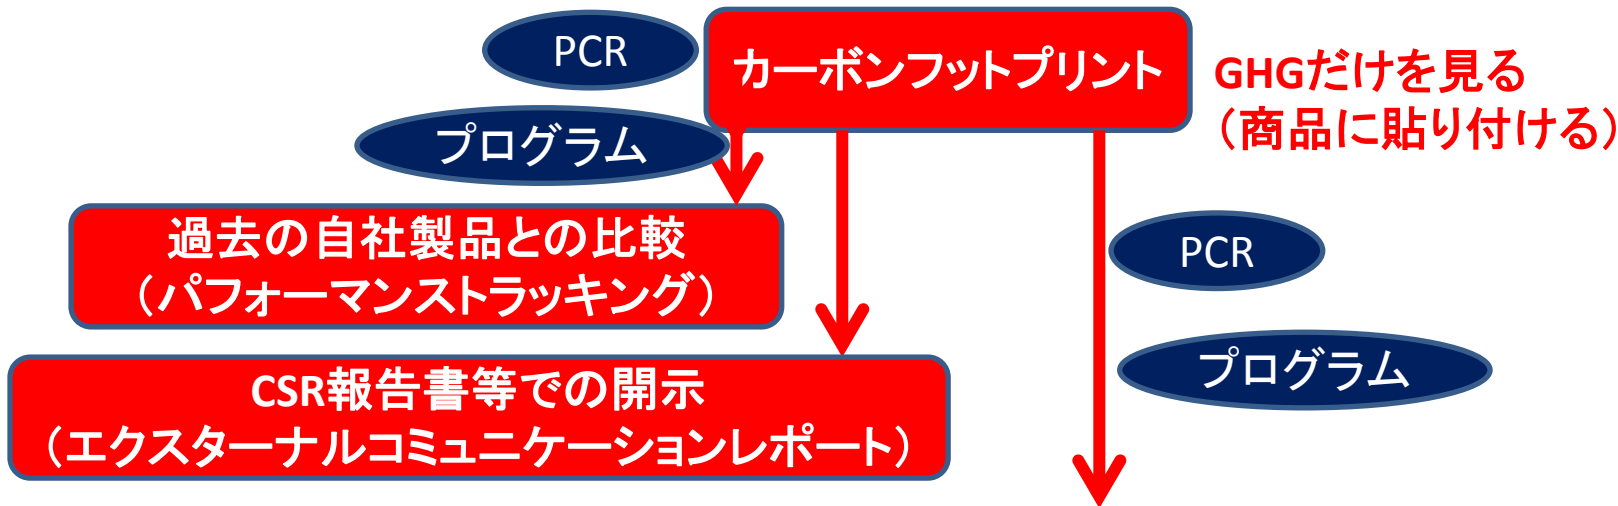 PCR
カーボンフットプリント
GHGだけを見る
（商品に貼り付ける）
プログラム
過去の自社製品との比較
（パフォーマンストラッキング）
PCR
プログラム
CSR報告書等での開示
（エクスターナルコミュニケーションレポート）